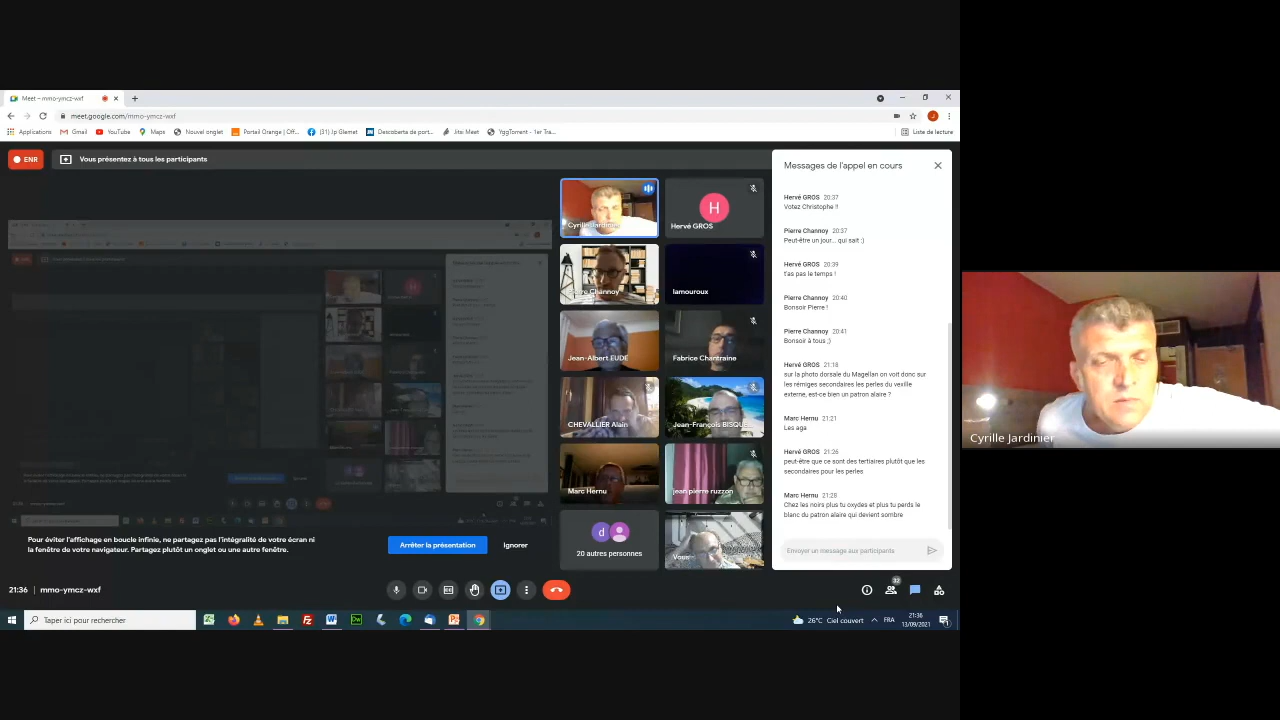 Meet – mmo-ymcz-wxf
meet.google.com/mmo-ymcz-wxf
Applications Gmail YouTube Maps Nouvel onglet Portail Orange | Off... (31) Jp Glemet Descoberta de port... Jitsi Meet YggTorrent - 1er Tra... Liste de lecture
ENR Vous présentez à tous les participants
Messages de l'appel en cours
Hervé GROS 20:37
Votez Christophe !!
Pierre Channoy 20:37
Peut-être un jour... qui sait :)
Hervé GROS 20:39
t'as pas le temps !
Pierre Channoy 20:40
Bonsoir Pierre !
Pierre Channoy 20:41
Bonsoir à tous ;)
Hervé GROS 21:18
sur la photo dorsale du Magellan on voit donc sur
les rémiges secondaires les perles du vexille
externe, est-ce bien un patron alaire ?
Marc Hernu 21:21
Les aga
Hervé GROS 21:26
peut-être que ce sont des tertiaires plutôt que les
secondaires pour les perles
Marc Hernu 21:28
Chez les noirs plus tu oxydes et plus tu perds le
blanc du patron alaire qui devient sombre
Envoyer un message aux participants
Cyrille Jardinier
H
Hervé GROS
Pierre Channoy
lamouroux
Jean-Albert EUDE
Fabrice Chantraine
CHEVALLIER Alain
Jean-François BISQUE
Marc Hernu
jean pierre ruzzon
d
20 autres personnes
Vous
Pour éviter l'affichage en boucle infinie, ne partagez pas l'intégralité de votre écran ni
la fenêtre de votre navigateur. Partagez plutôt un onglet ou une autre fenêtre.
Arrêter la présentation
Ignorer
21:36 | mmo-ymcz-wxf
32
Taper ici pour rechercher
26°C Ciel couvert
FRA
21:36
13/09/2021
Cyrille Jardinier